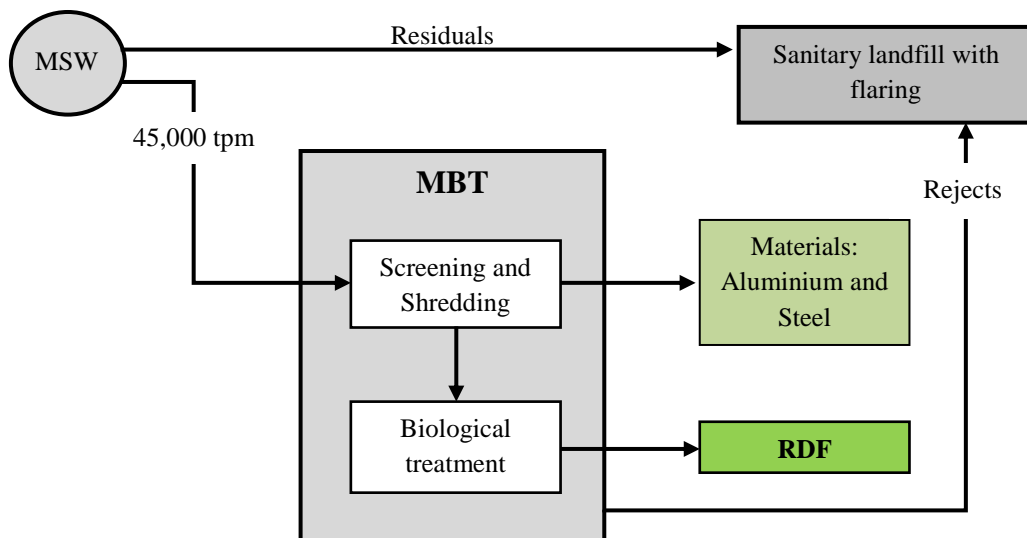 MSW
Residuals
Sanitary landfill with
flaring
45,000 tpm
MBT
Rejects
Screening and
Shredding
Materials:
Aluminium and
Steel
Biological
treatment
RDF